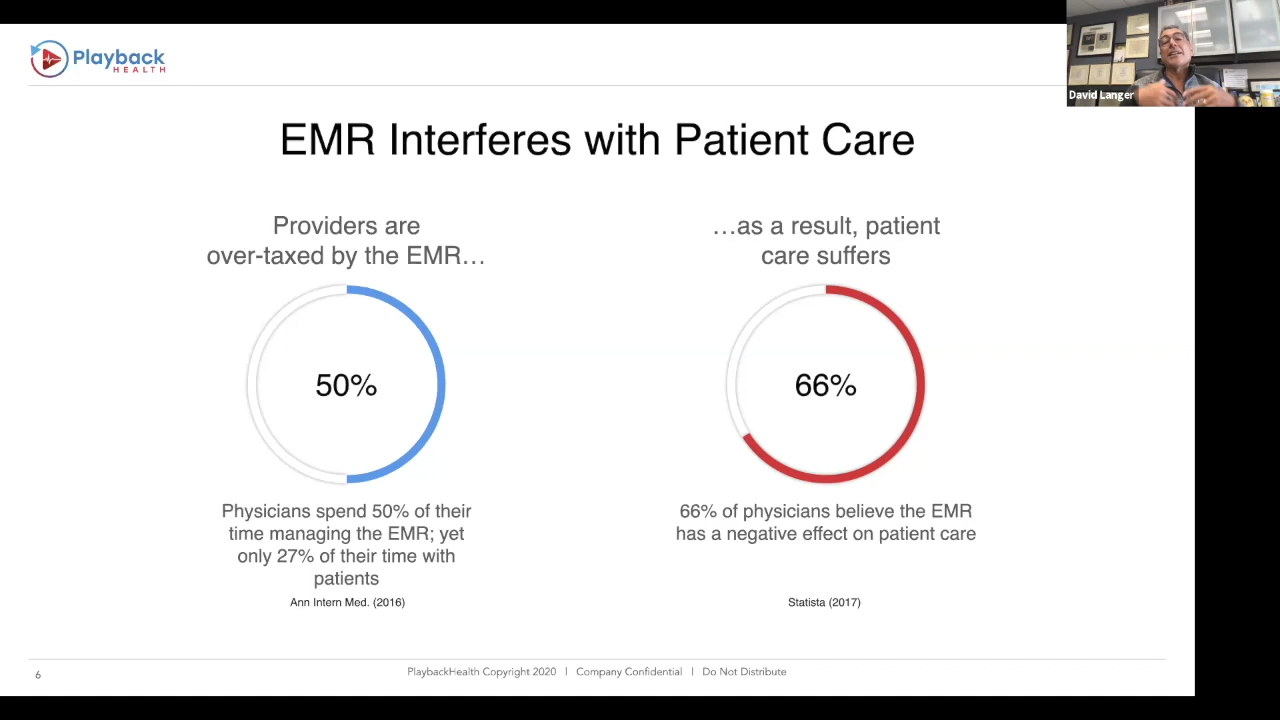 Playback
HEALTH
David Langer
EMR Interferes with Patient Care
Providers are
over-taxed by the EMR…
50%
Physicians spend 50% of their
time managing the EMR; yet
only 27% of their time with
patients
Ann Intern Med. (2016)
…as a result, patient
care suffers
66%
66% of physicians believe the EMR
has a negative effect on patient care
Statista (2017)
6
PlaybackHealth Copyright 2020 | Company Confidential | Do Not Distribute